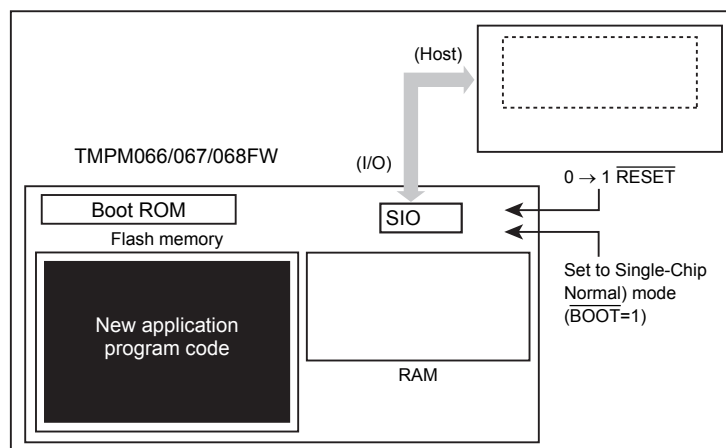 (Host)
TMPM066/067/068FW
(I/O)
0 → 1 RESET
Boot ROM
SIO
Flash memory
Set to Single-Chip
Normal) mode
(BOOT=1)
New application
program code
RAM